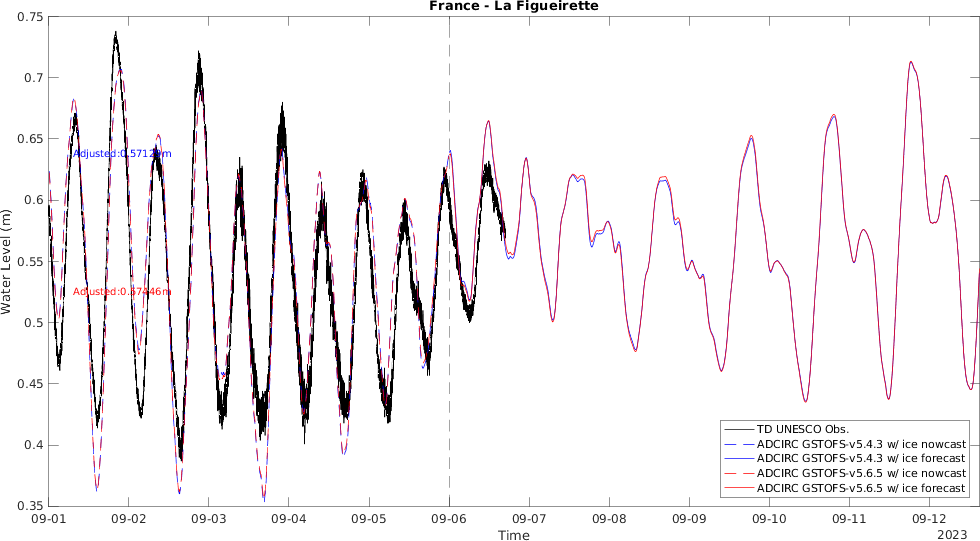 France - La Figueirette
Water Level (m)
0.75
0.7
0.65
0.6
0.55
0.5
0.45
0.4
0.35
Adjusted:0.57446m
09-01
09-02
09-03
09-04
09-05
09-06
09-07
09-08
09-09
09-10
09-11
09-12
Time
2023
TD UNESCO Obs.
ADCIRC GSTOFS-v5.4.3 w/ ice nowcast
ADCIRC GSTOFS-v5.4.3 w/ ice forecast
ADCIRC GSTOFS-v5.6.5 w/ ice nowcast
ADCIRC GSTOFS-v5.6.5 w/ ice forecast